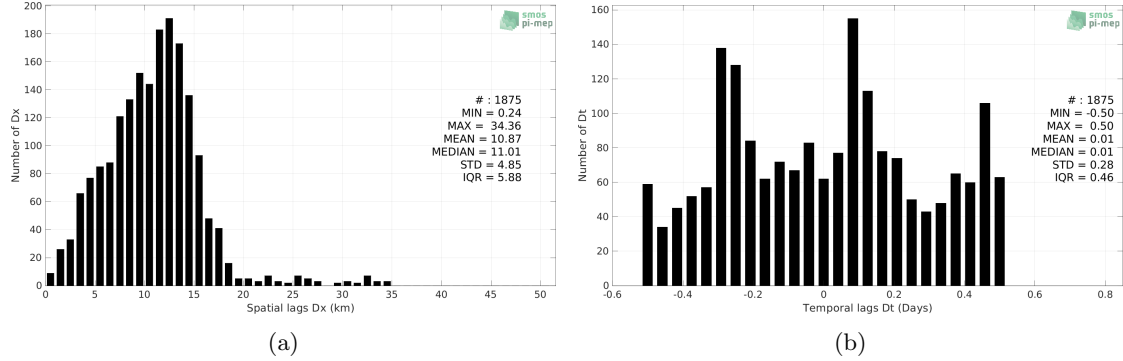 200
180
160
140
120
100
80
60
40
20
0
Number of Dx
0 5 10 15 20 25 30 35 40 45 50
Spatial lags Dx (km)
smos
pi-mep
# : 1875
MIN = 0.24
MAX = 34.36
MEAN = 10.87
MEDIAN = 11.01
STD = 4.85
IQR = 5.88
(a)
160
140
120
100
80
60
40
20
0
Number of Dt
-0.6 -0.4 -0.2 0 0.2 0.4 0.6 0.8
Temporal lags Dt (Days)
smos
pi-mep
# : 1875
MIN = -0.50
MAX = 0.50
MEAN = 0.01
MEDIAN = 0.01
STD = 0.28
IQR = 0.46
(b)